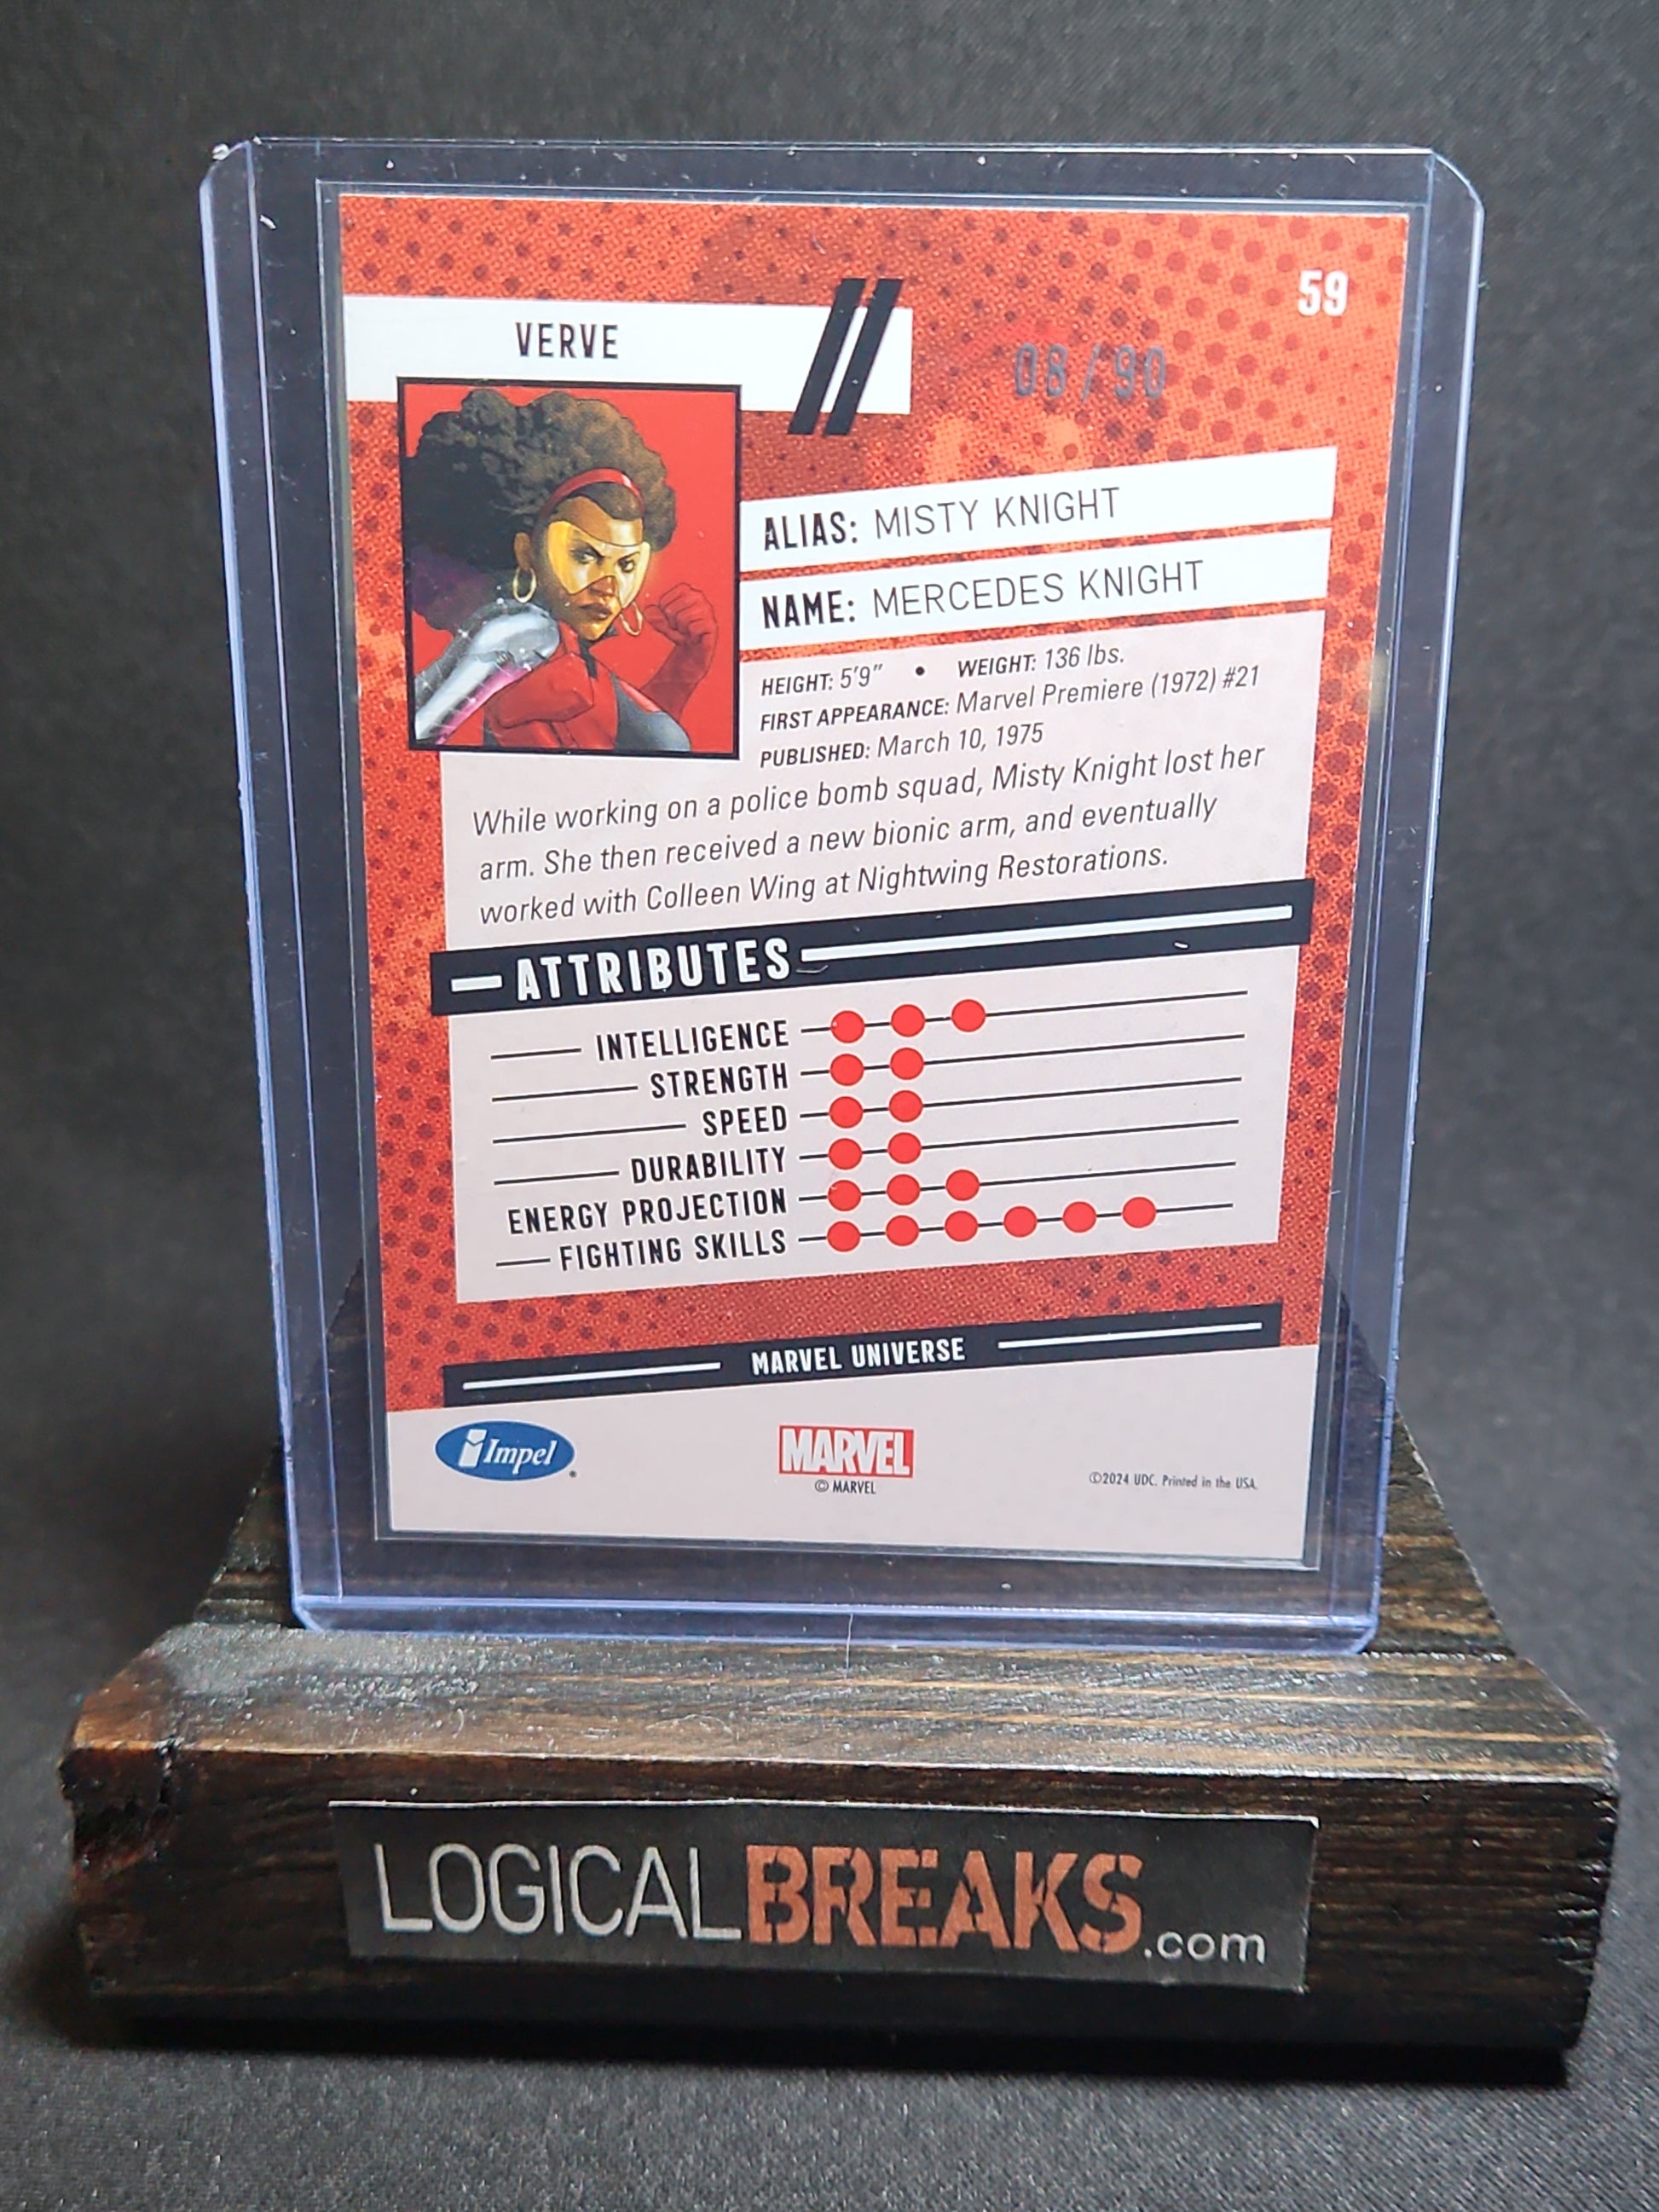 59
VERVE
08/90
ALIAS: MISTY KNIGHT
NAME: MERCEDES KNIGHT
HEIGHT: 5'9" • WEIGHT: 136 lbs.
FIRST APPEARANCE: Marvel Premiere (1972) #21
PUBLISHED: March 10, 1975
While working on a police bomb squad, Misty Knight lost her
arm. She then received a new bionic arm, and eventually
worked with Colleen Wing at Nightwing Restorations.
ATTRIBUTES
INTELLIGENCE
STRENGTH
SPEED
DURABILITY
ENERGY PROJECTION
FIGHTING SKILLS
MARVEL UNIVERSE
Impel
MARVEL
© MARVEL
©2024 UDC. Printed in the USA.
LOGICALBREAKS.com